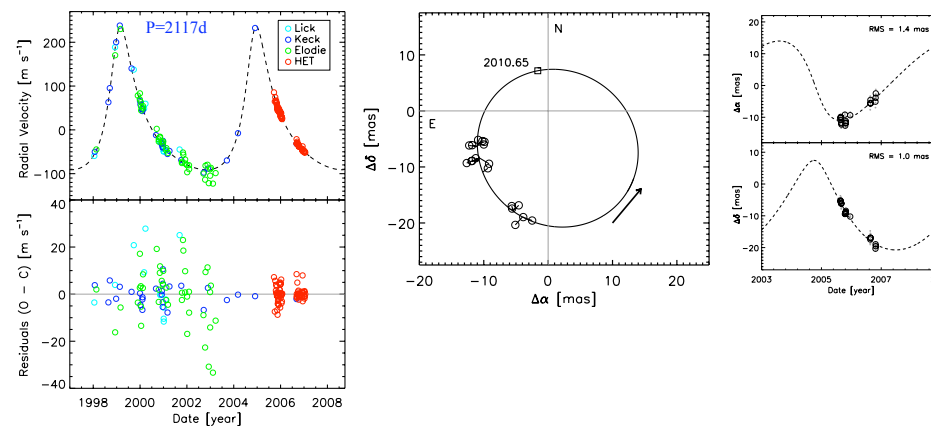 P=2117d
Lick
Keck
Elodie
HET
Radial Velocity [m s⁻¹]
200
100
0
−100
Residuals (O − C) [m s⁻¹]
40
20
0
−20
−40
1998 2000 2002 2004 2006 2008
Date [year]
N
2010.65
E
Δδ [mas]
10
0
−10
−20
−20 −10 0 10 20
Δα [mas]
RMS = 1.4 mas
Δα [mas]
10
0
−10
RMS = 1.0 mas
Δδ [mas]
10
0
−10
−20
2003 2005 2007
Date [year]